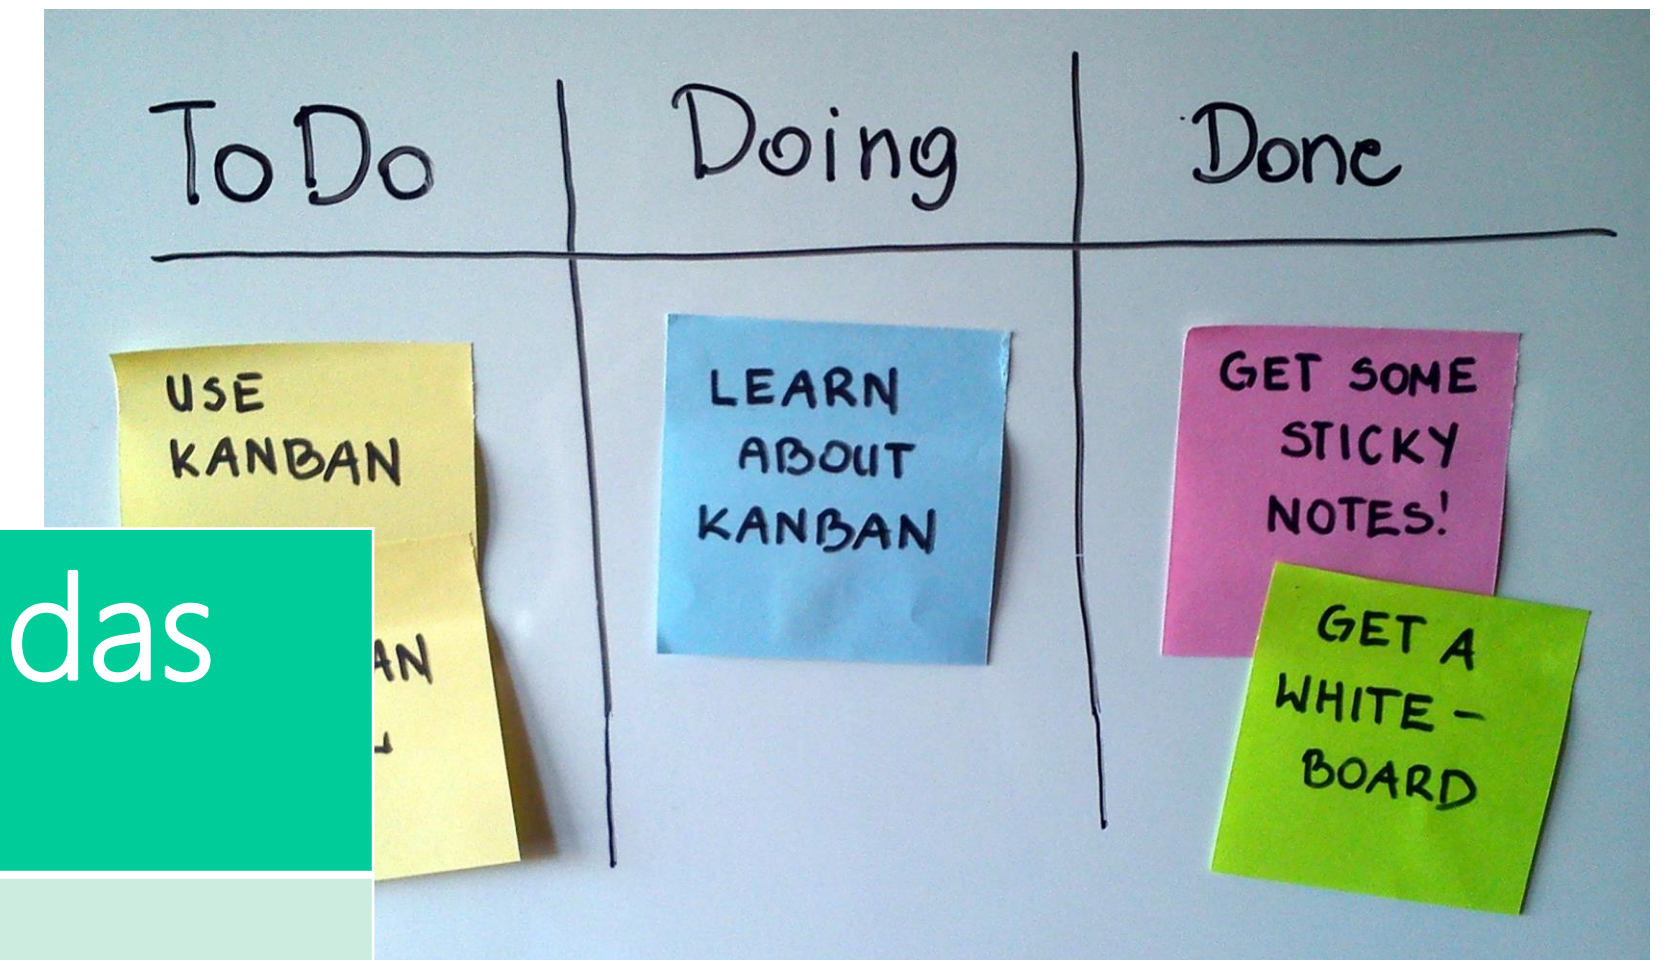 To Do
Doing
Done
USE
KANBAN
LEARN
ABOUT
KANBAN
GET SOME
STICKY
NOTES!
GET A
WHITE-
BOARD
das